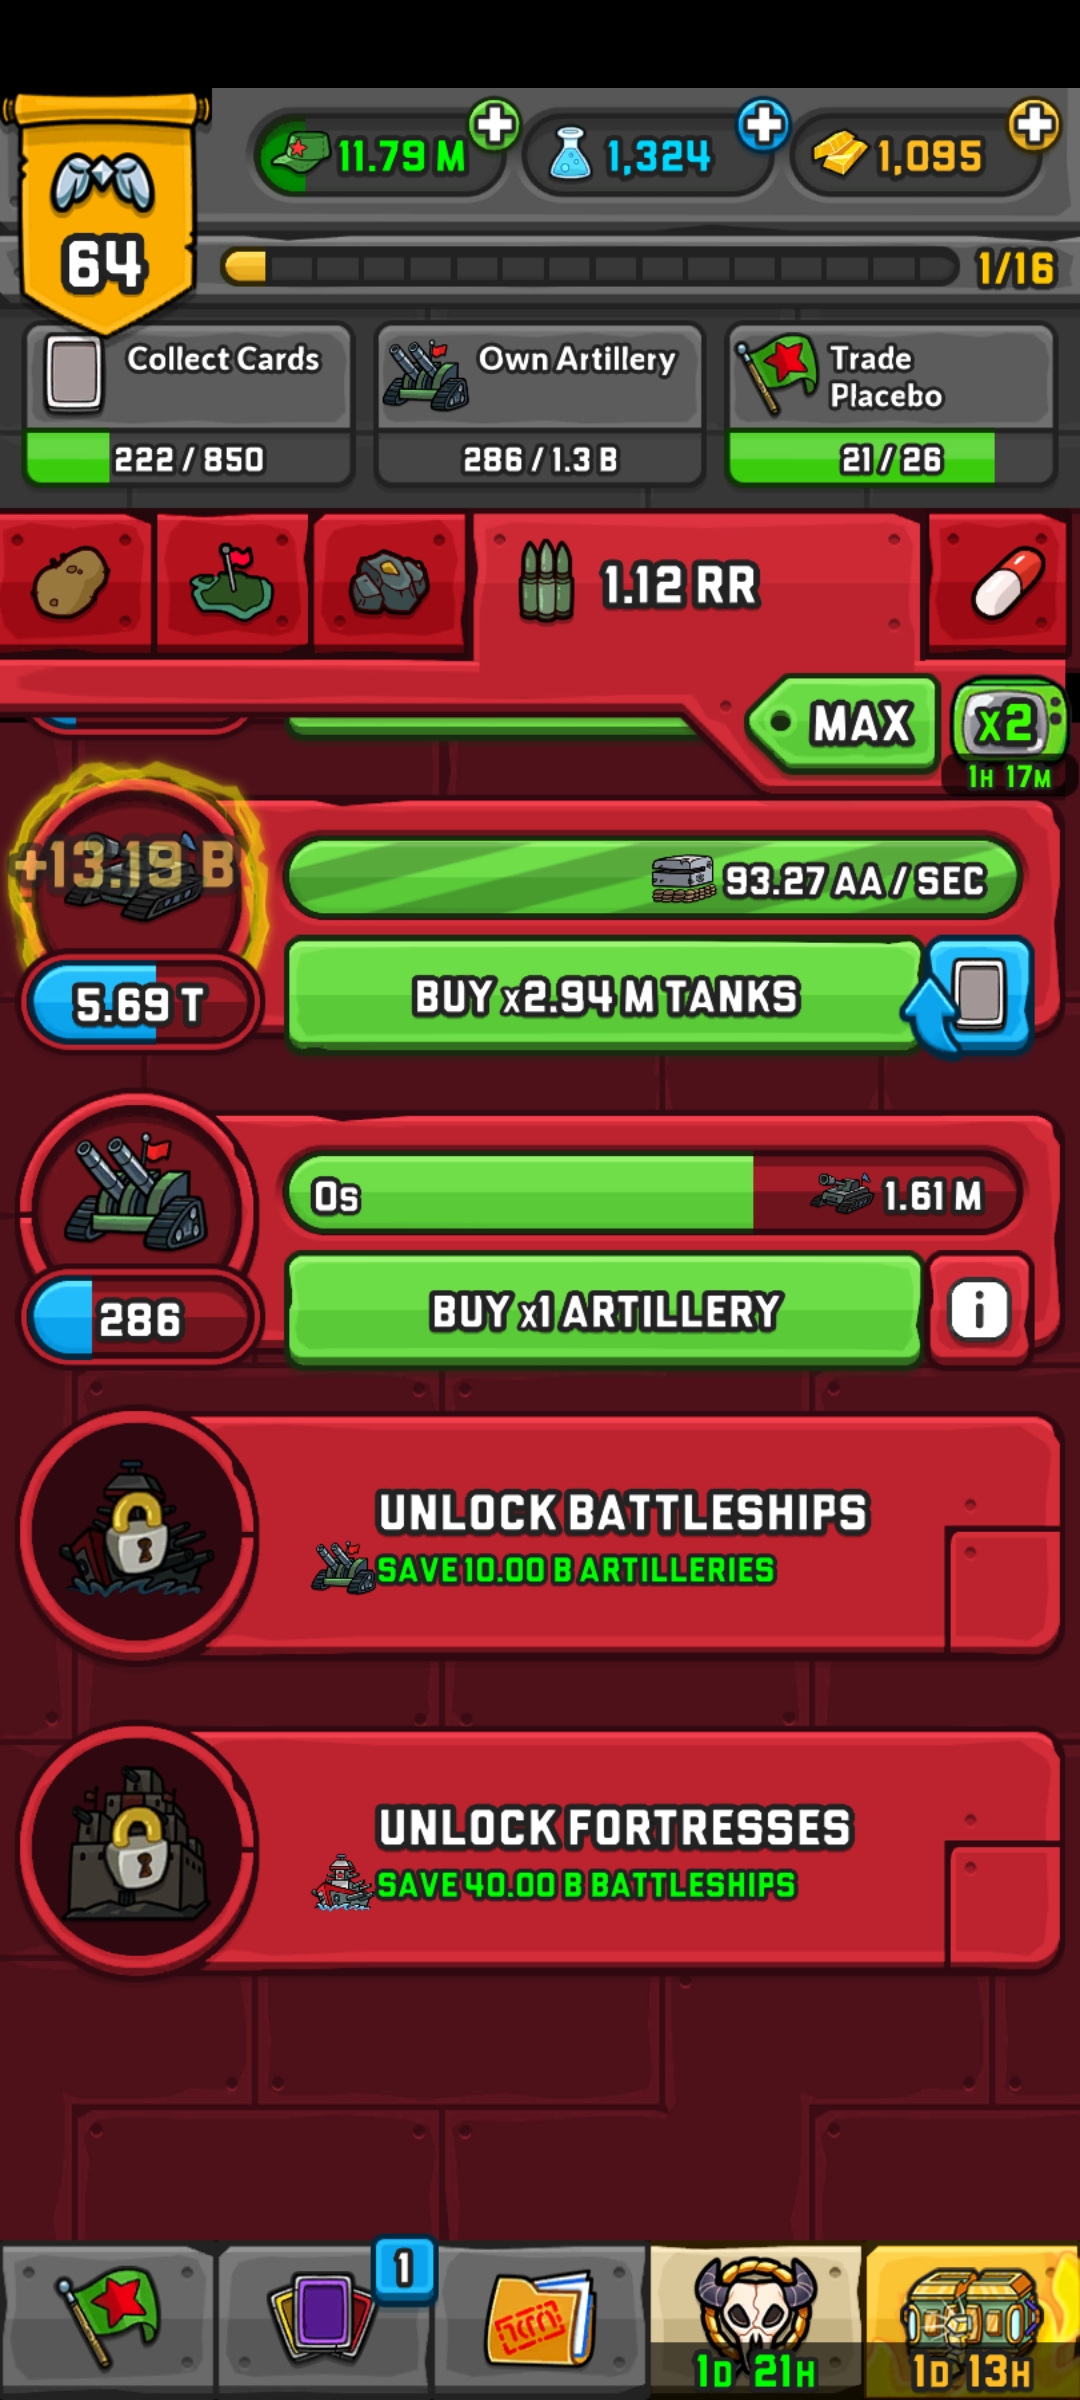 64
11.79 M
1,324
1,095
1/16
Collect Cards
222 / 850
Own Artillery
286 / 1.3 B
Trade
Placebo
21 / 26
1.12 RR
MAX
x2
1H 17M
+13.19 B
93.27 AA / SEC
5.69 T
BUY x2.94 M TANKS
0s
1.61 M
286
BUY x1 ARTILLERY
i
UNLOCK BATTLESHIPS
SAVE 10.00 B ARTILLERIES
UNLOCK FORTRESSES
SAVE 40.00 B BATTLESHIPS
1
1D 21H
1D 13H